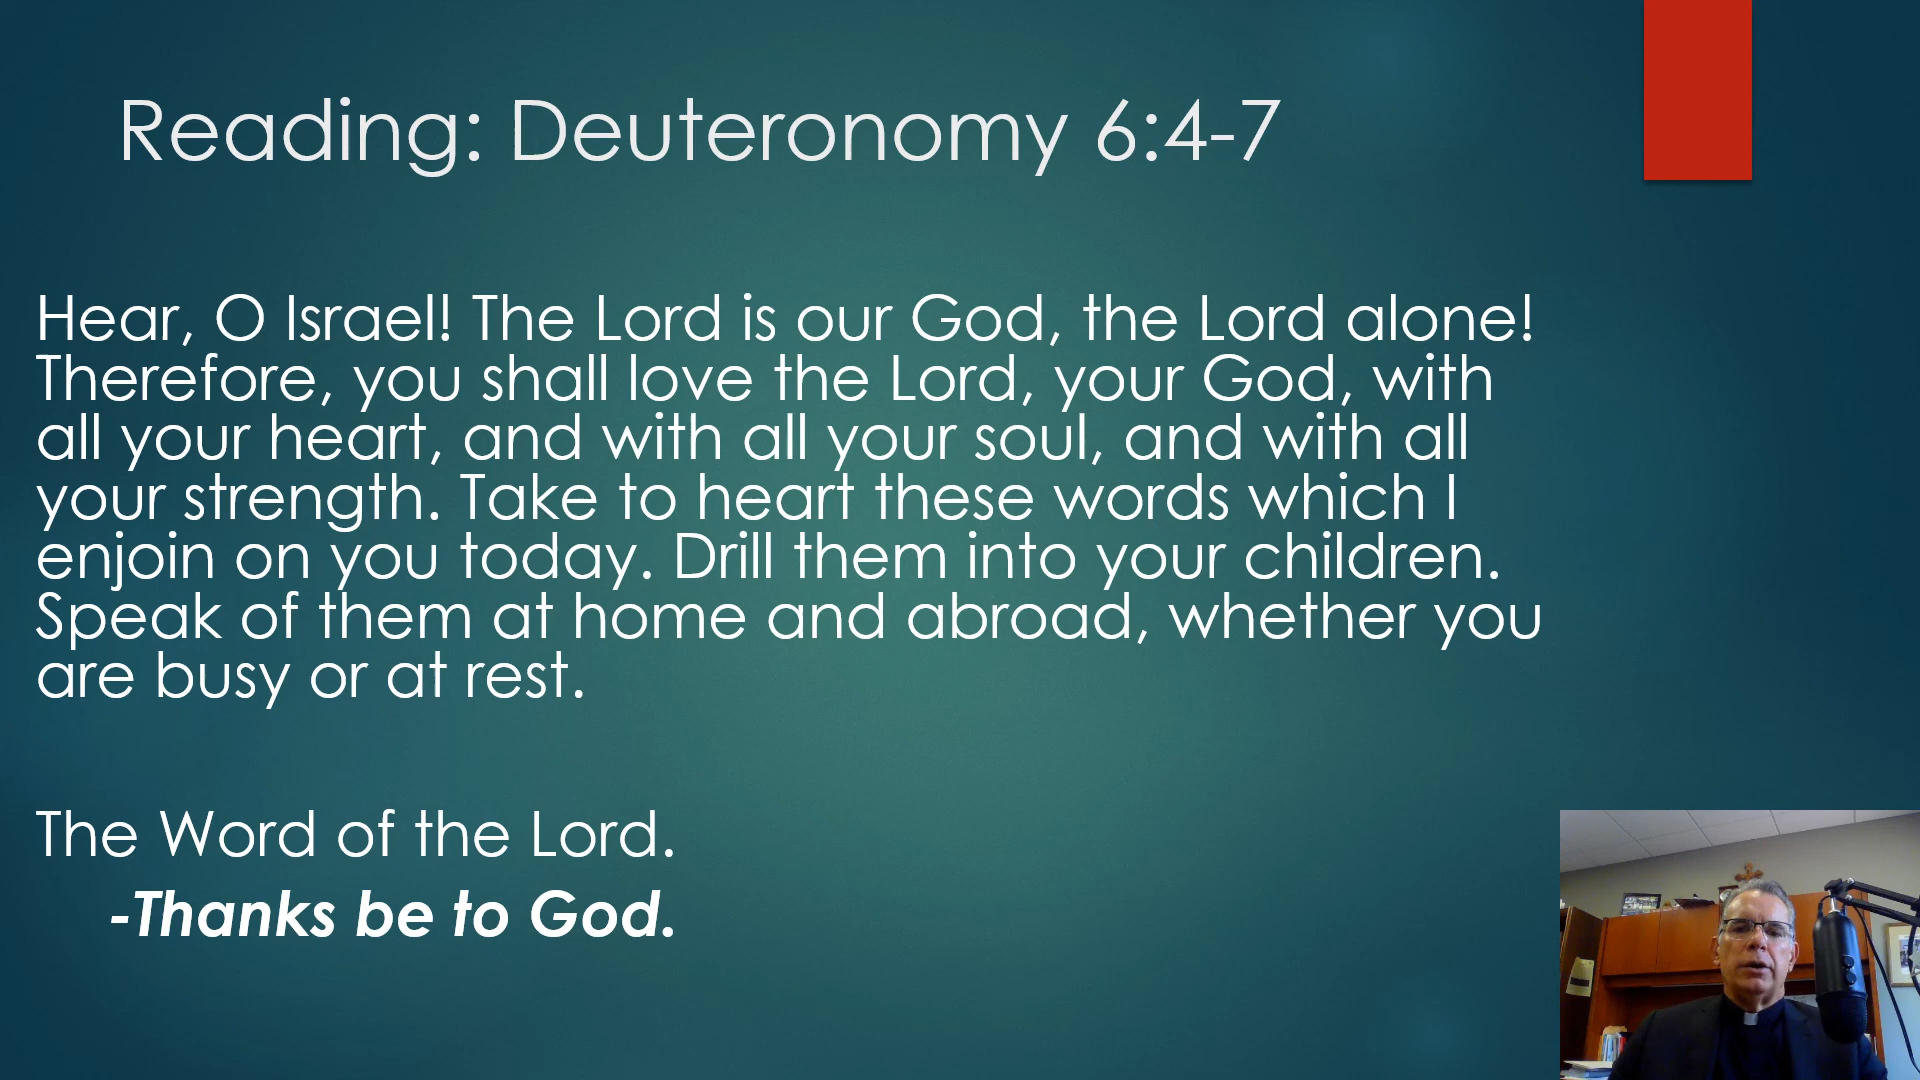 Reading: Deuteronomy 6:4-7
Hear, O Israel! The Lord is our God, the Lord alone!
Therefore, you shall love the Lord, your God, with
all your heart, and with all your soul, and with all
your strength. Take to heart these words which I
enjoin on you today. Drill them into your children.
Speak of them at home and abroad, whether you
are busy or at rest.
The Word of the Lord.
-Thanks be to God.